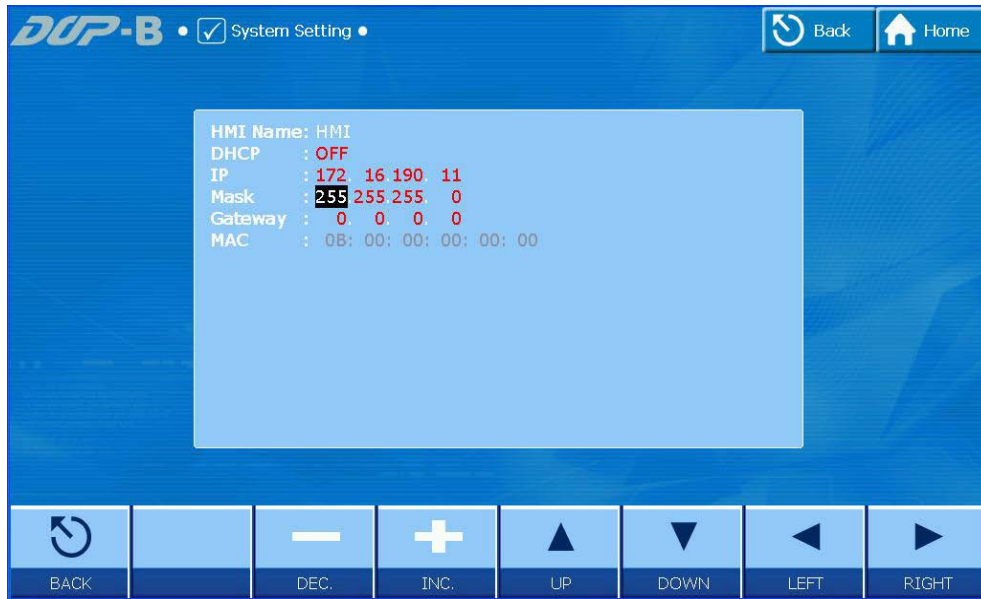 DOP-B • System Setting • Back Home
HMI Name: HMI
DHCP : OFF
IP : 172. 16.190. 11
Mask : 255.255.255. 0
Gateway : 0. 0. 0. 0
MAC : 0B: 00: 00: 00: 00: 00
BACK DEC. INC. UP DOWN LEFT RIGHT